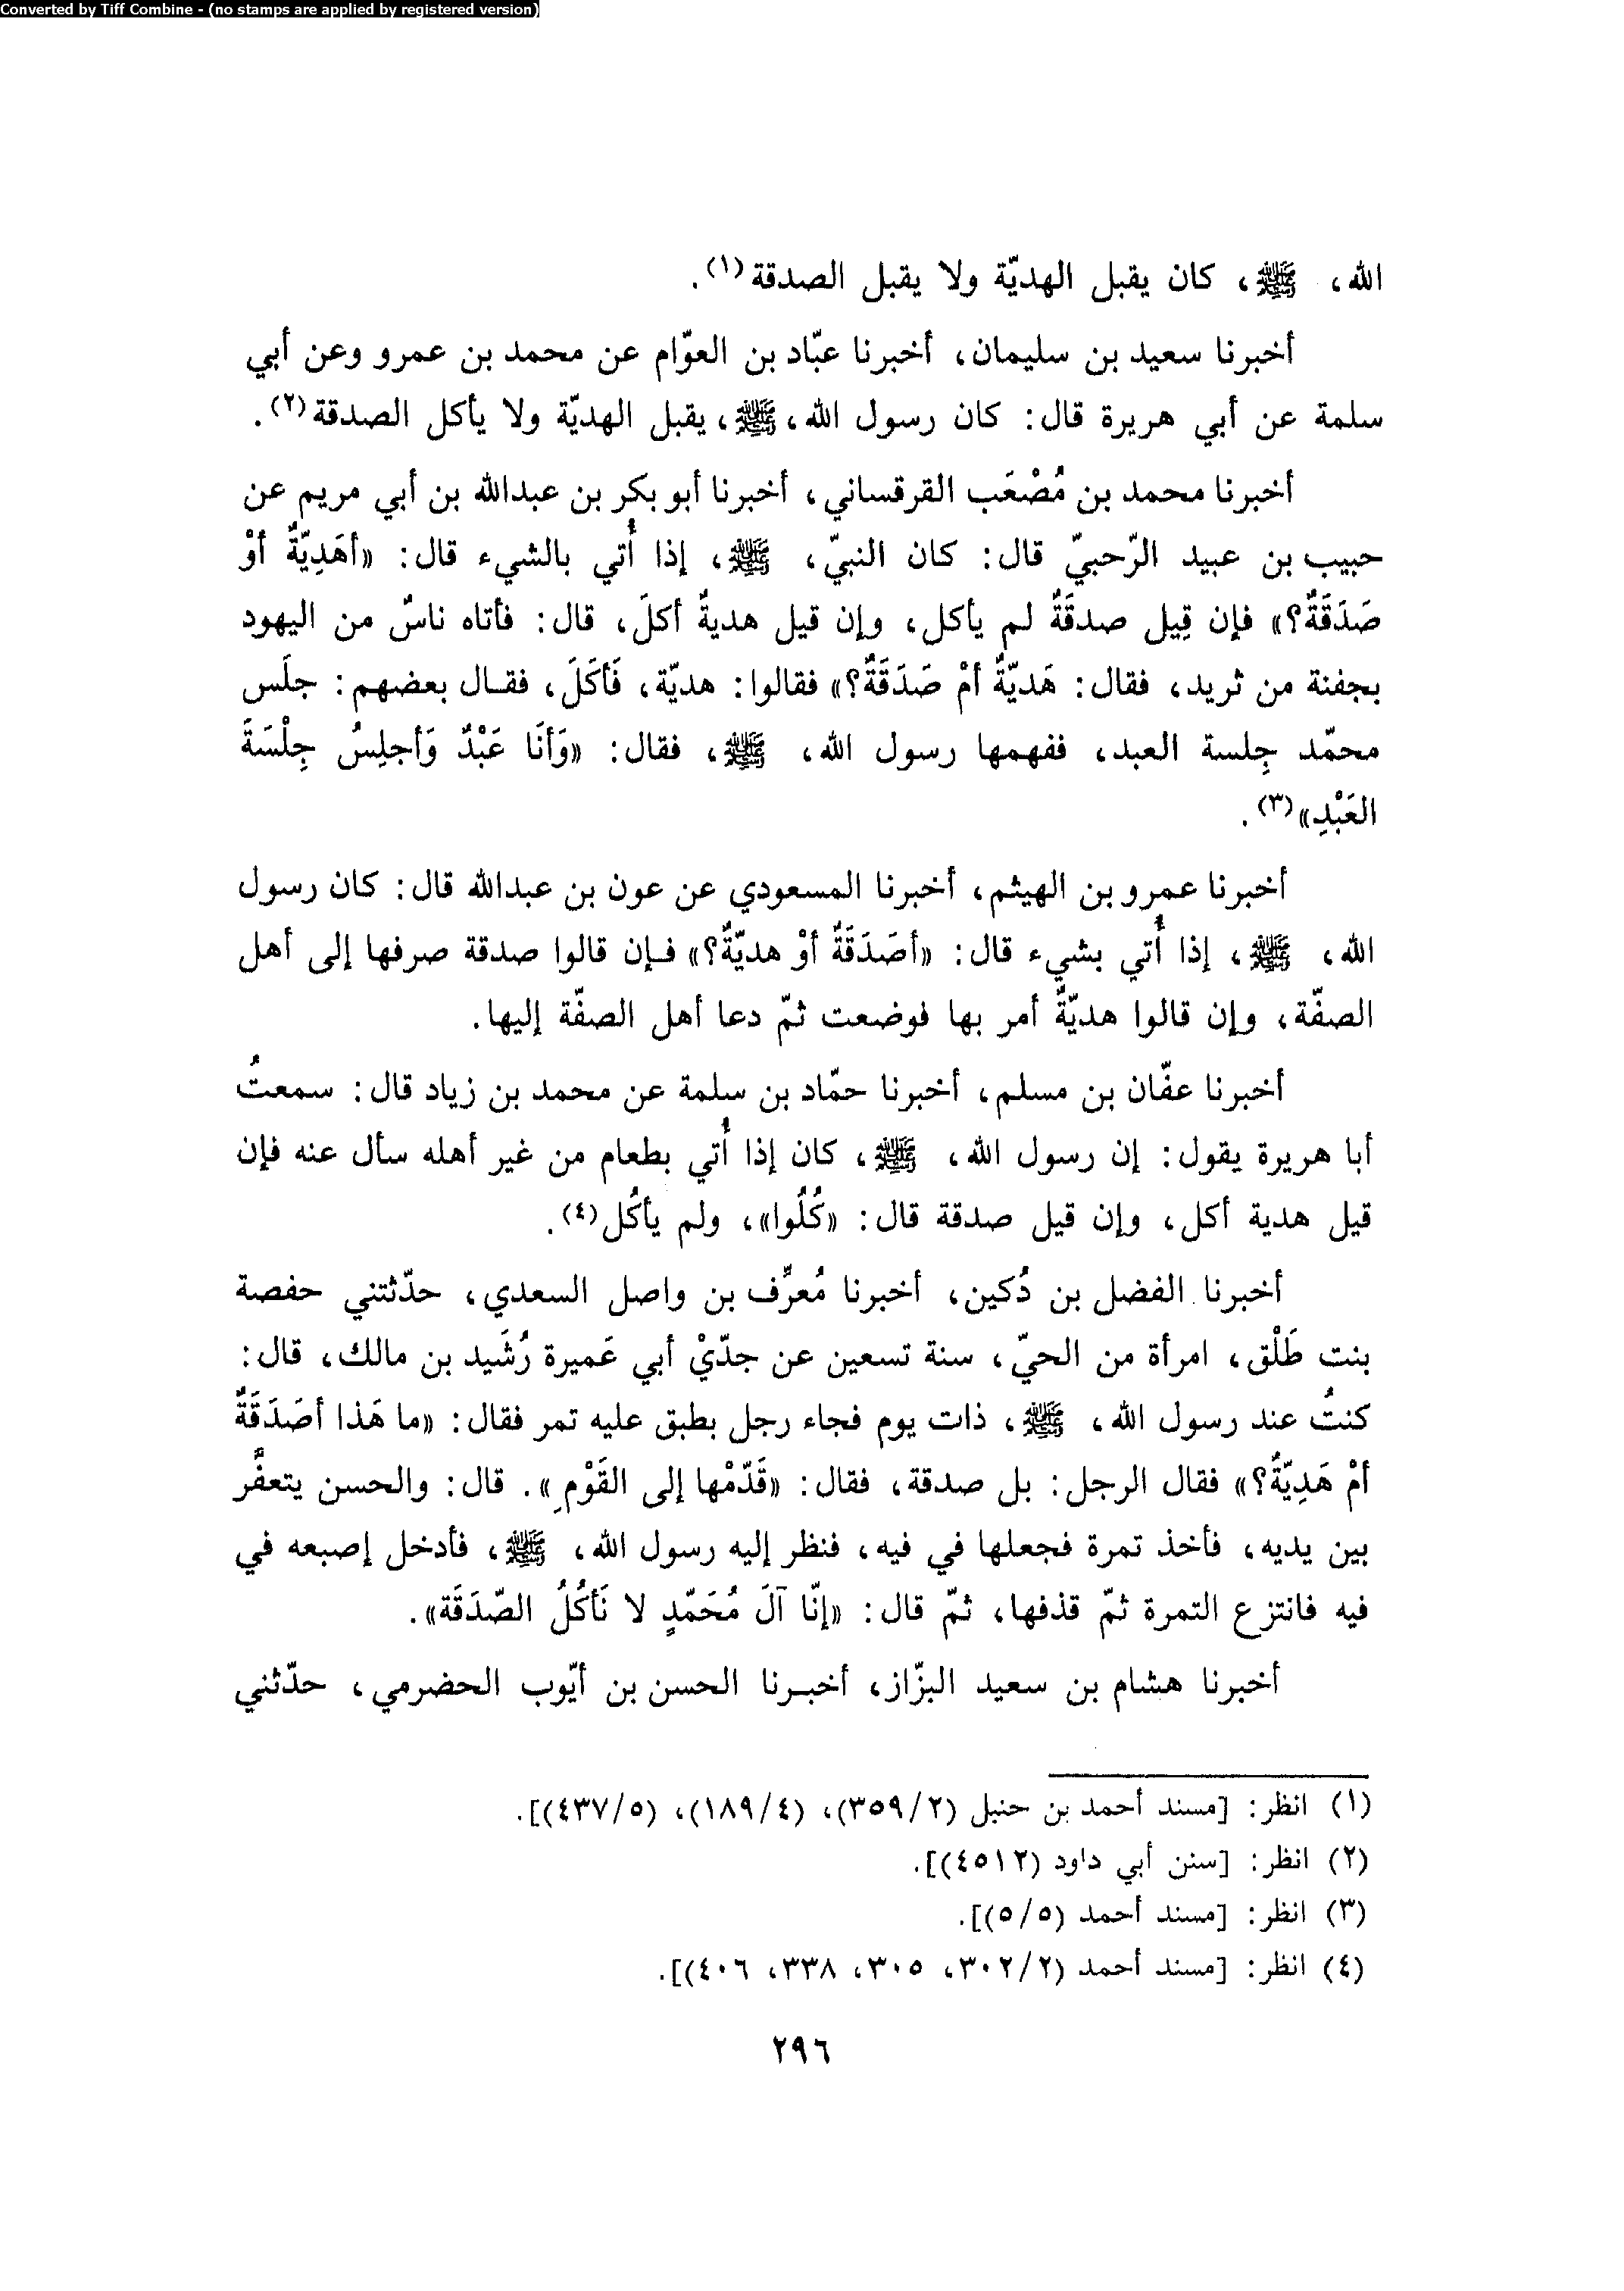 Converted by Tiff Combine - (no stamps are applied by registered version)
الله، ﷺ، كان يقبل الهديّة ولا يقبل الصدقة(١).
أخبرنا سعيد بن سليمان، أخبرنا عبّاد بن العوّام عن محمد بن عمرو وعن أبي
سلمة عن أبي هريرة قال: كان رسول الله، ﷺ، يقبل الهديّة ولا يأكل الصدقة(٢).
أخبرنا محمد بن مُصْعَب القرقساني، أخبرنا أبو بكر بن عبدالله بن أبي مريم عن
حبيب بن عبيد الرّحبيّ قال: كان النبيّ، ﷺ، إذا أُتي بالشيء قال: «أهَدِيّةٌ أوْ
صَدَقَةٌ؟» فإن قِيل صدقَةٌ لم يأكل، وإن قيل هديةٌ أكلَ، قال: فأتاه ناسٌ من اليهود
بجفنة من ثريد، فقال: هَديّةٌ أمْ صَدَقَةٌ؟» فقالوا: هديّة، فَأكَلَ، فقال بعضهم: جلَس
محمّد جِلسة العبد، ففهمها رسول الله، ﷺ، فقال: «وَأنَا عَبْدٌ وَأجلِسُ جِلْسَةَ
العَبْدِ»(٣).
أخبرنا عمرو بن الهيثم، أخبرنا المسعودي عن عون بن عبدالله قال: كان رسول
الله، ﷺ، إذا أُتي بشيء قال: «أصَدَقَةٌ أوْ هديّةٌ؟» فإن قالوا صدقة صرفها إلى أهل
الصفّة، وإن قالوا هديّةٌ أمر بها فوضعت ثمّ دعا أهل الصفّة إليها.
أخبرنا عفّان بن مسلم، أخبرنا حمّاد بن سلمة عن محمد بن زياد قال: سمعتُ
أبا هريرة يقول: إن رسول الله، ﷺ، كان إذا أُتي بطعام من غير أهله سأل عنه فإن
قيل هدية أكل، وإن قيل صدقة قال: «كُلُوا»، ولم يأكُل(٤).
أخبرنا الفضل بن دُكين، أخبرنا مُعرِّف بن واصل السعدي، حدّثتني حفصة
بنت طَلْق، امرأة من الحيّ، سنة تسعين عن جدّيْ أبي عَميرة رُشَيد بن مالك، قال:
كنتُ عند رسول الله، ﷺ، ذات يوم فجاء رجل بطبق عليه تمر فقال: «ما هَذا أصَدَقَةٌ
أمْ هَدِيّةٌ؟» فقال الرجل: بل صدقة، فقال: «قَدّمْها إلى القَوْمِ». قال: والحسن يتعفّر
بين يديه، فأخذ تمرة فجعلها في فيه، فنظر إليه رسول الله، ﷺ، فأدخل إصبعه في
فيه فانتزع التمرة ثمّ قذفها، ثمّ قال: «إنّا آلَ مُحَمّدٍ لا نَأكُلُ الصّدَقَة».
أخبرنا هشام بن سعيد البزّاز، أخبرنا الحسن بن أيّوب الحضرمي، حدّثني
(١) انظر: [مسند أحمد بن حنبل (٣٥٩/٢)، (١٨٩/٤)، (٤٣٧/٥)].
(٢) انظر: [سنن أبي داود (٤٥١٢)].
(٣) انظر: [مسند أحمد (٥/٥)].
(٤) انظر: [مسند أحمد (٣٠٢/٢، ٣٠٥، ٣٣٨، ٤٠٦)].
٢٩٦